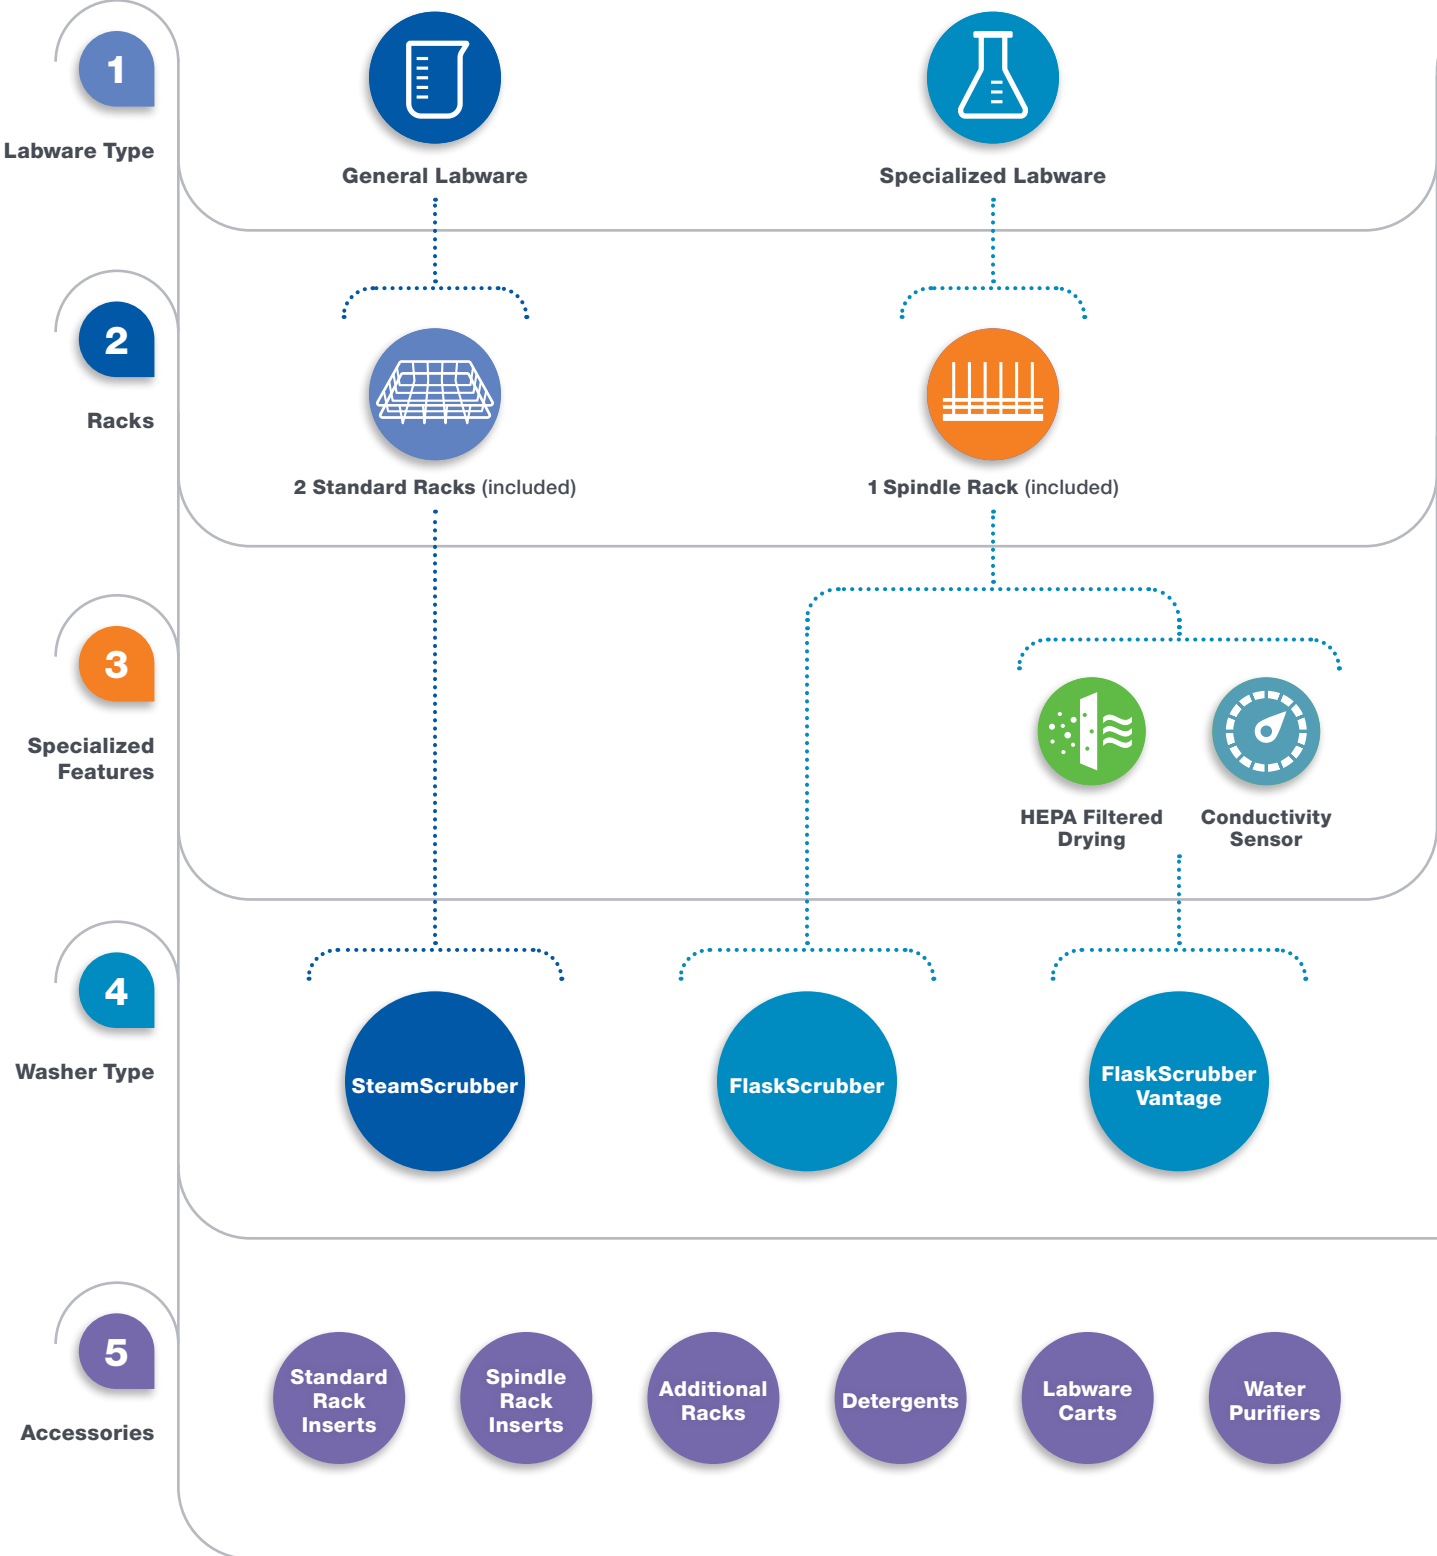 1
Labware Type
General Labware
Specialized Labware
2
Racks
2 Standard Racks (included)
1 Spindle Rack (included)
3
Specialized
Features
HEPA Filtered
Drying
Conductivity
Sensor
4
Washer Type
SteamScrubber
FlaskScrubber
FlaskScrubber
Vantage
5
Accessories
Standard
Rack
Inserts
Spindle
Rack
Inserts
Additional
Racks
Detergents
Labware
Carts
Water
Purifiers